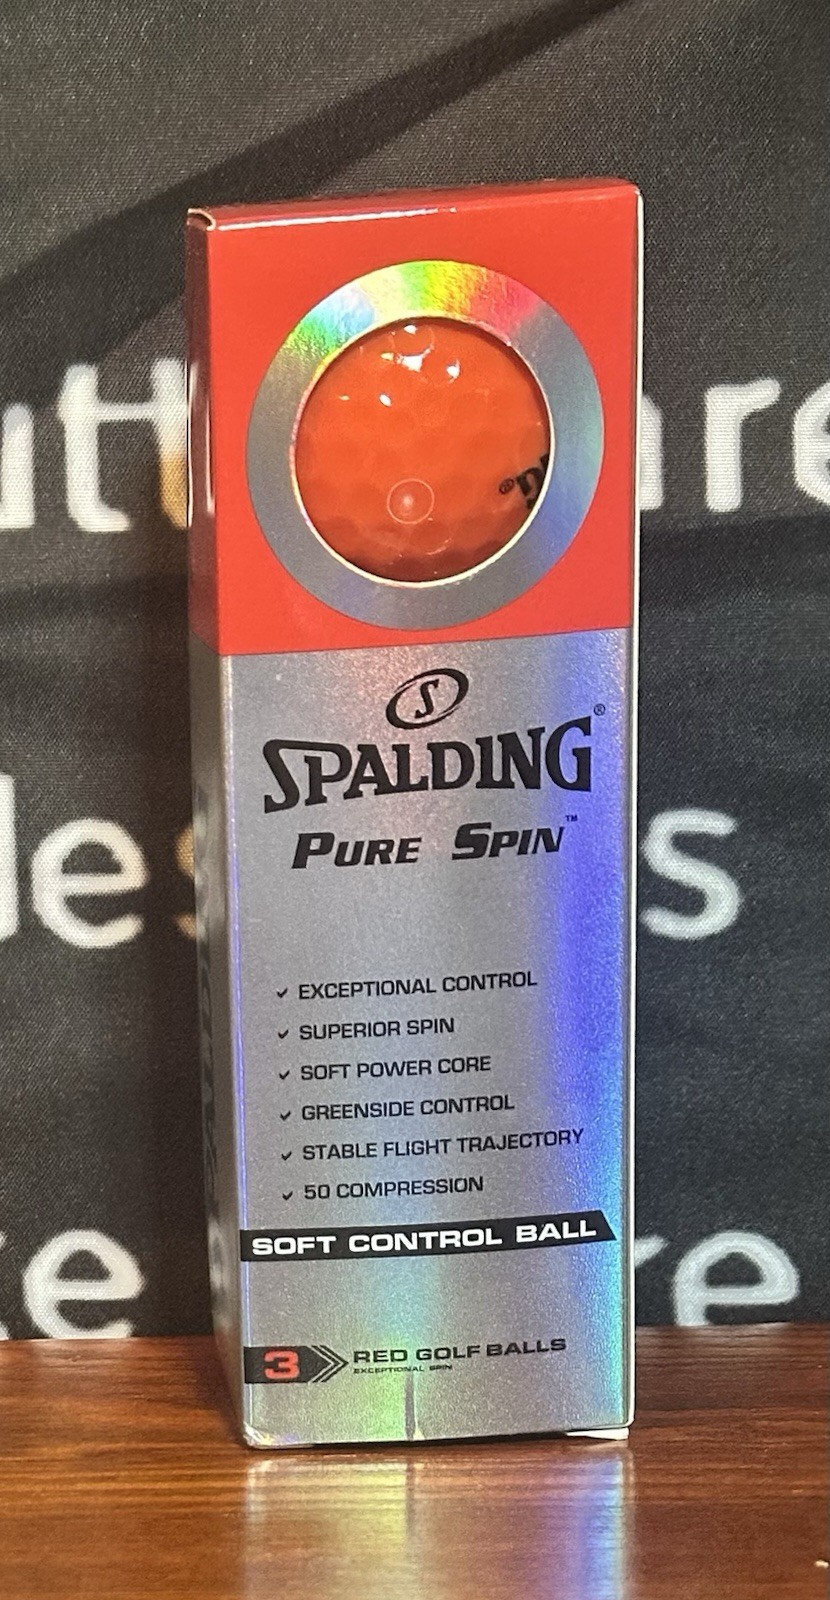 S
SPALDING®
PURE SPIN™
✓ EXCEPTIONAL CONTROL
✓ SUPERIOR SPIN
✓ SOFT POWER CORE
✓ GREENSIDE CONTROL
✓ STABLE FLIGHT TRAJECTORY
✓ 50 COMPRESSION
SOFT CONTROL BALL
3 RED GOLF BALLS
EXCEPTIONAL SPIN